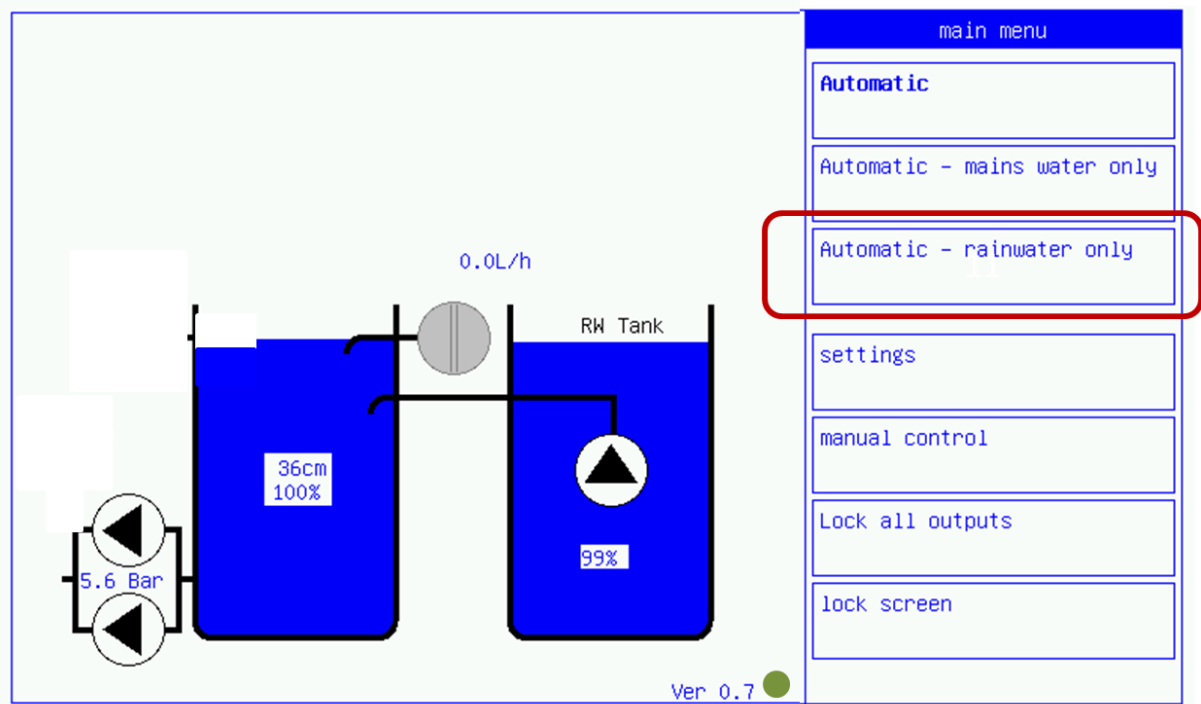 main menu
Automatic
Automatic - mains water only
Automatic - rainwater only
settings
manual control
Lock all outputs
lock screen
0.0L/h
RW Tank
36cm
100%
99%
5.6 Bar
Ver 0.7